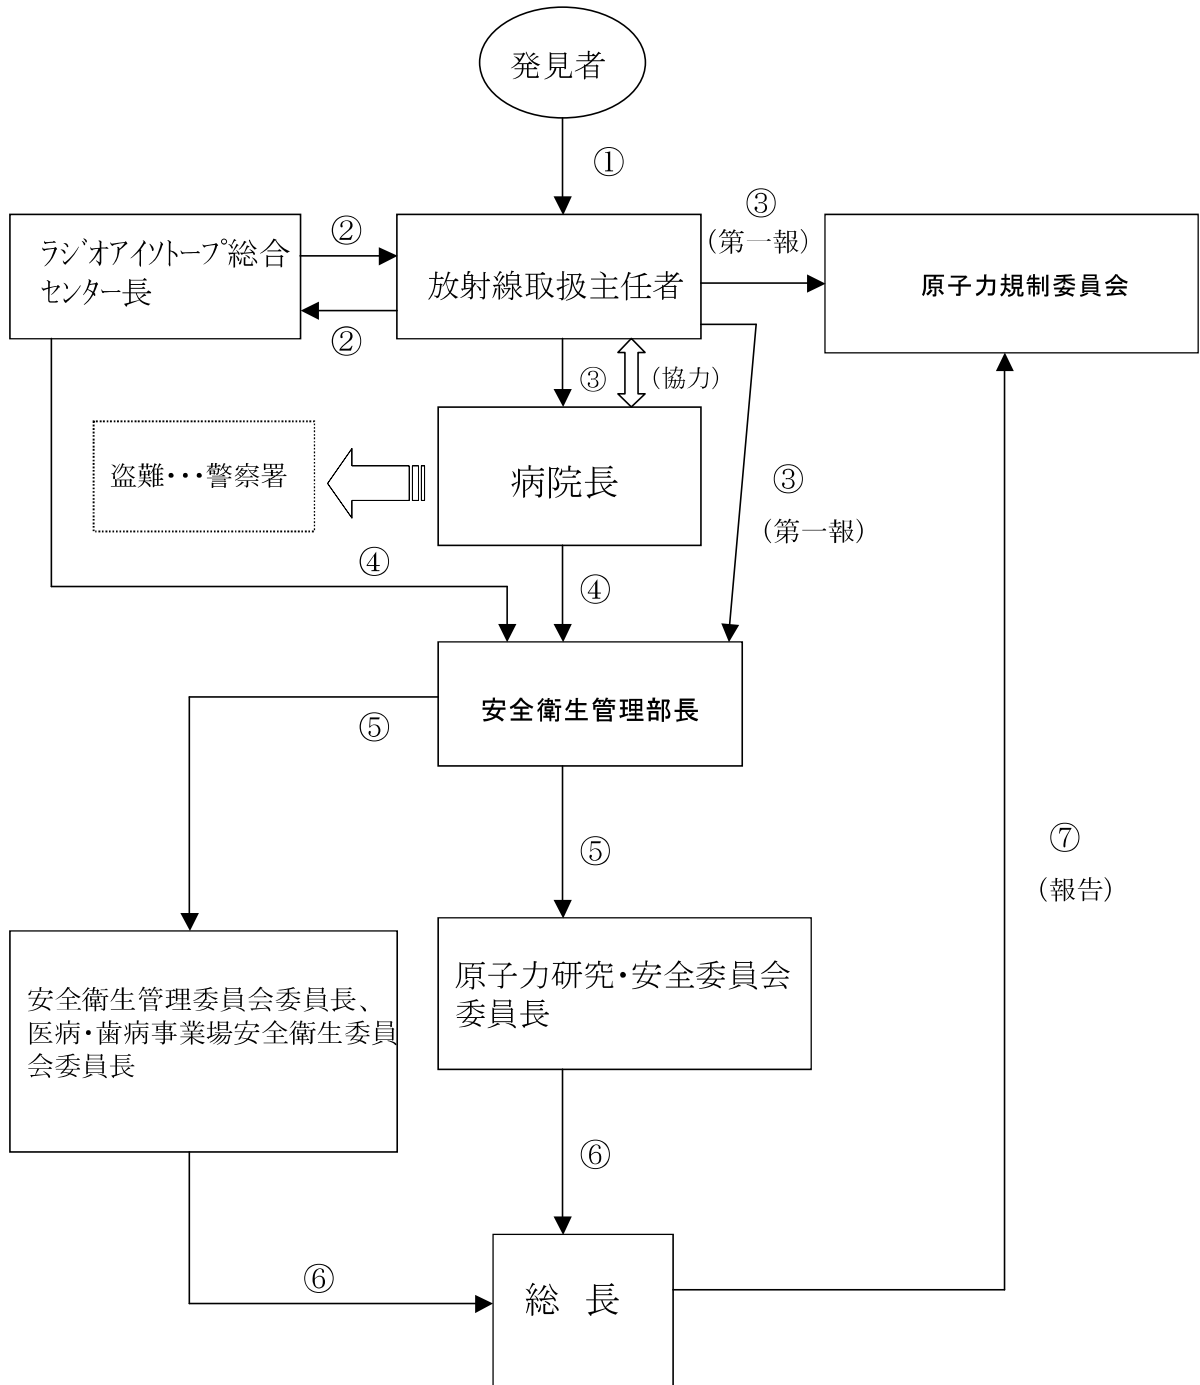 発見者
①
ラジオアイソトープ総合
センター長
②
②
放射線取扱主任者
③
(第一報)
原子力規制委員会
③
(協力)
盗難・・・警察署
病院長
③
(第一報)
④
④
安全衛生管理部長
⑤
⑤
⑦
(報告)
安全衛生管理委員会委員長、
医病・歯病事業場安全衛生委員
会委員長
原子力研究・安全委員会
委員長
⑥
⑥
総 長